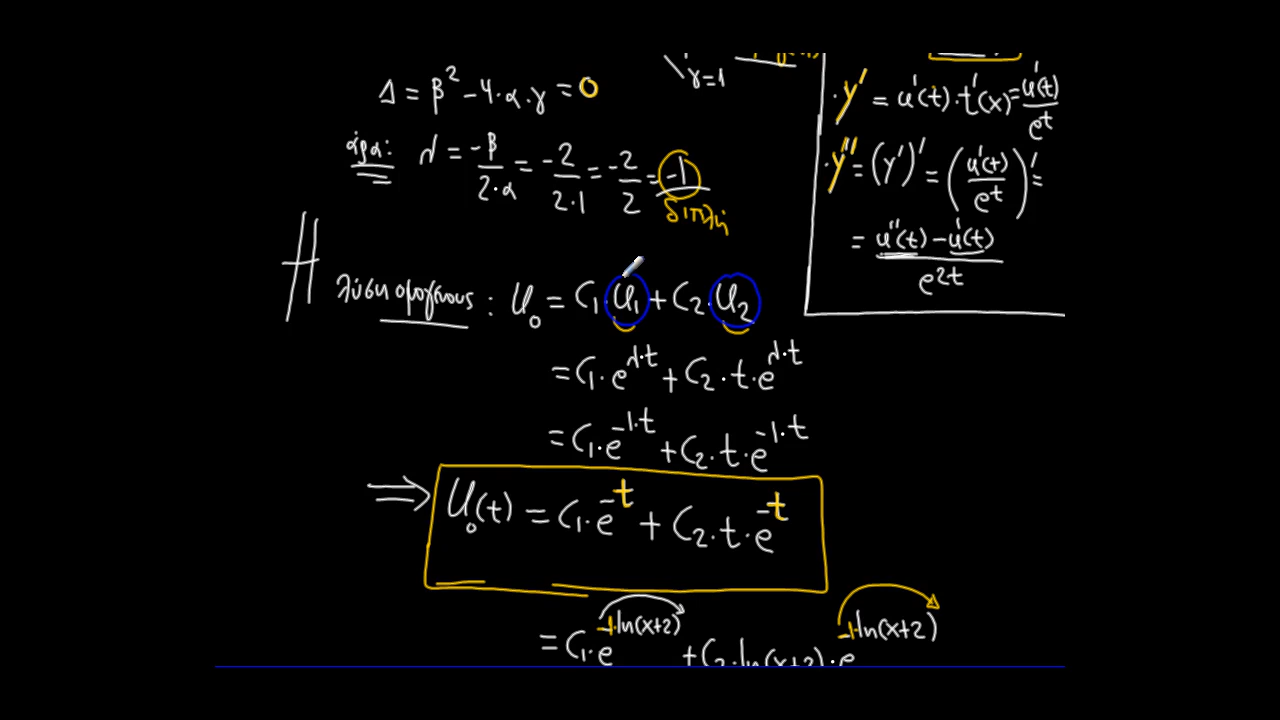 Δ = β² - 4·α·γ = 0
γ=1
άρα: λ = -β/2·α = -2/2·1 = -2/2 = -1
διπλή
Η λύση ομογενούς: U₀ = C₁·U₁ + C₂·U₂
= C₁·e^λ·t + C₂·t·e^λ·t
= C₁·e^-1·t + C₂·t·e^-1·t
⇒ U₀(t) = C₁·e^-t + C₂·t·e^-t
= C₁·e^-1·ln(x+2) + C₂·ln(x+2)·e^-1·ln(x+2)
·y' = u'(t)·t'(x) = u'(t)/e^t
·y'' = (y')' = (u'(t)/e^t)' =
= u''(t) - u'(t)/e^2t